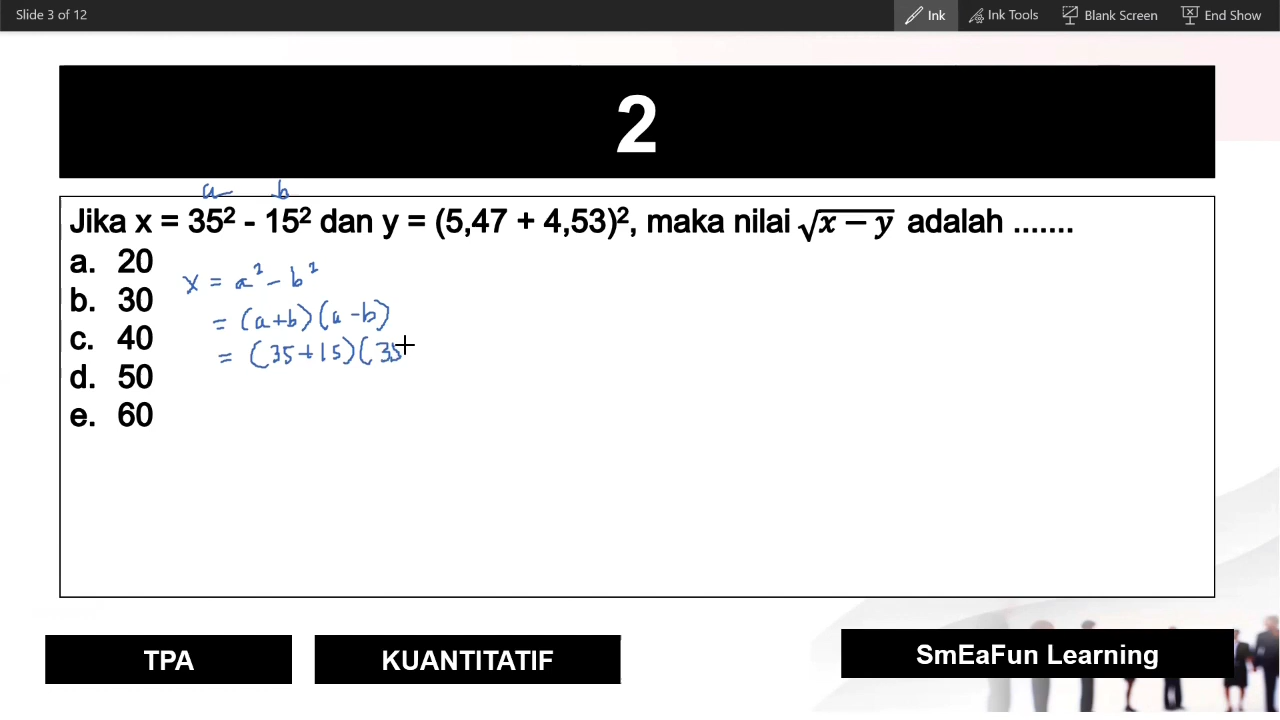 Slide 3 of 12
Ink
Ink Tools
Blank Screen
End Show
2
a b
Jika x = 35² - 15² dan y = (5,47 + 4,53)², maka nilai √x − y adalah .......
a. 20
b. 30
c. 40
d. 50
e. 60
x = a² − b²
= (a+b)(a-b)
= (35+15)(35
TPA
KUANTITATIF
SmEaFun Learning